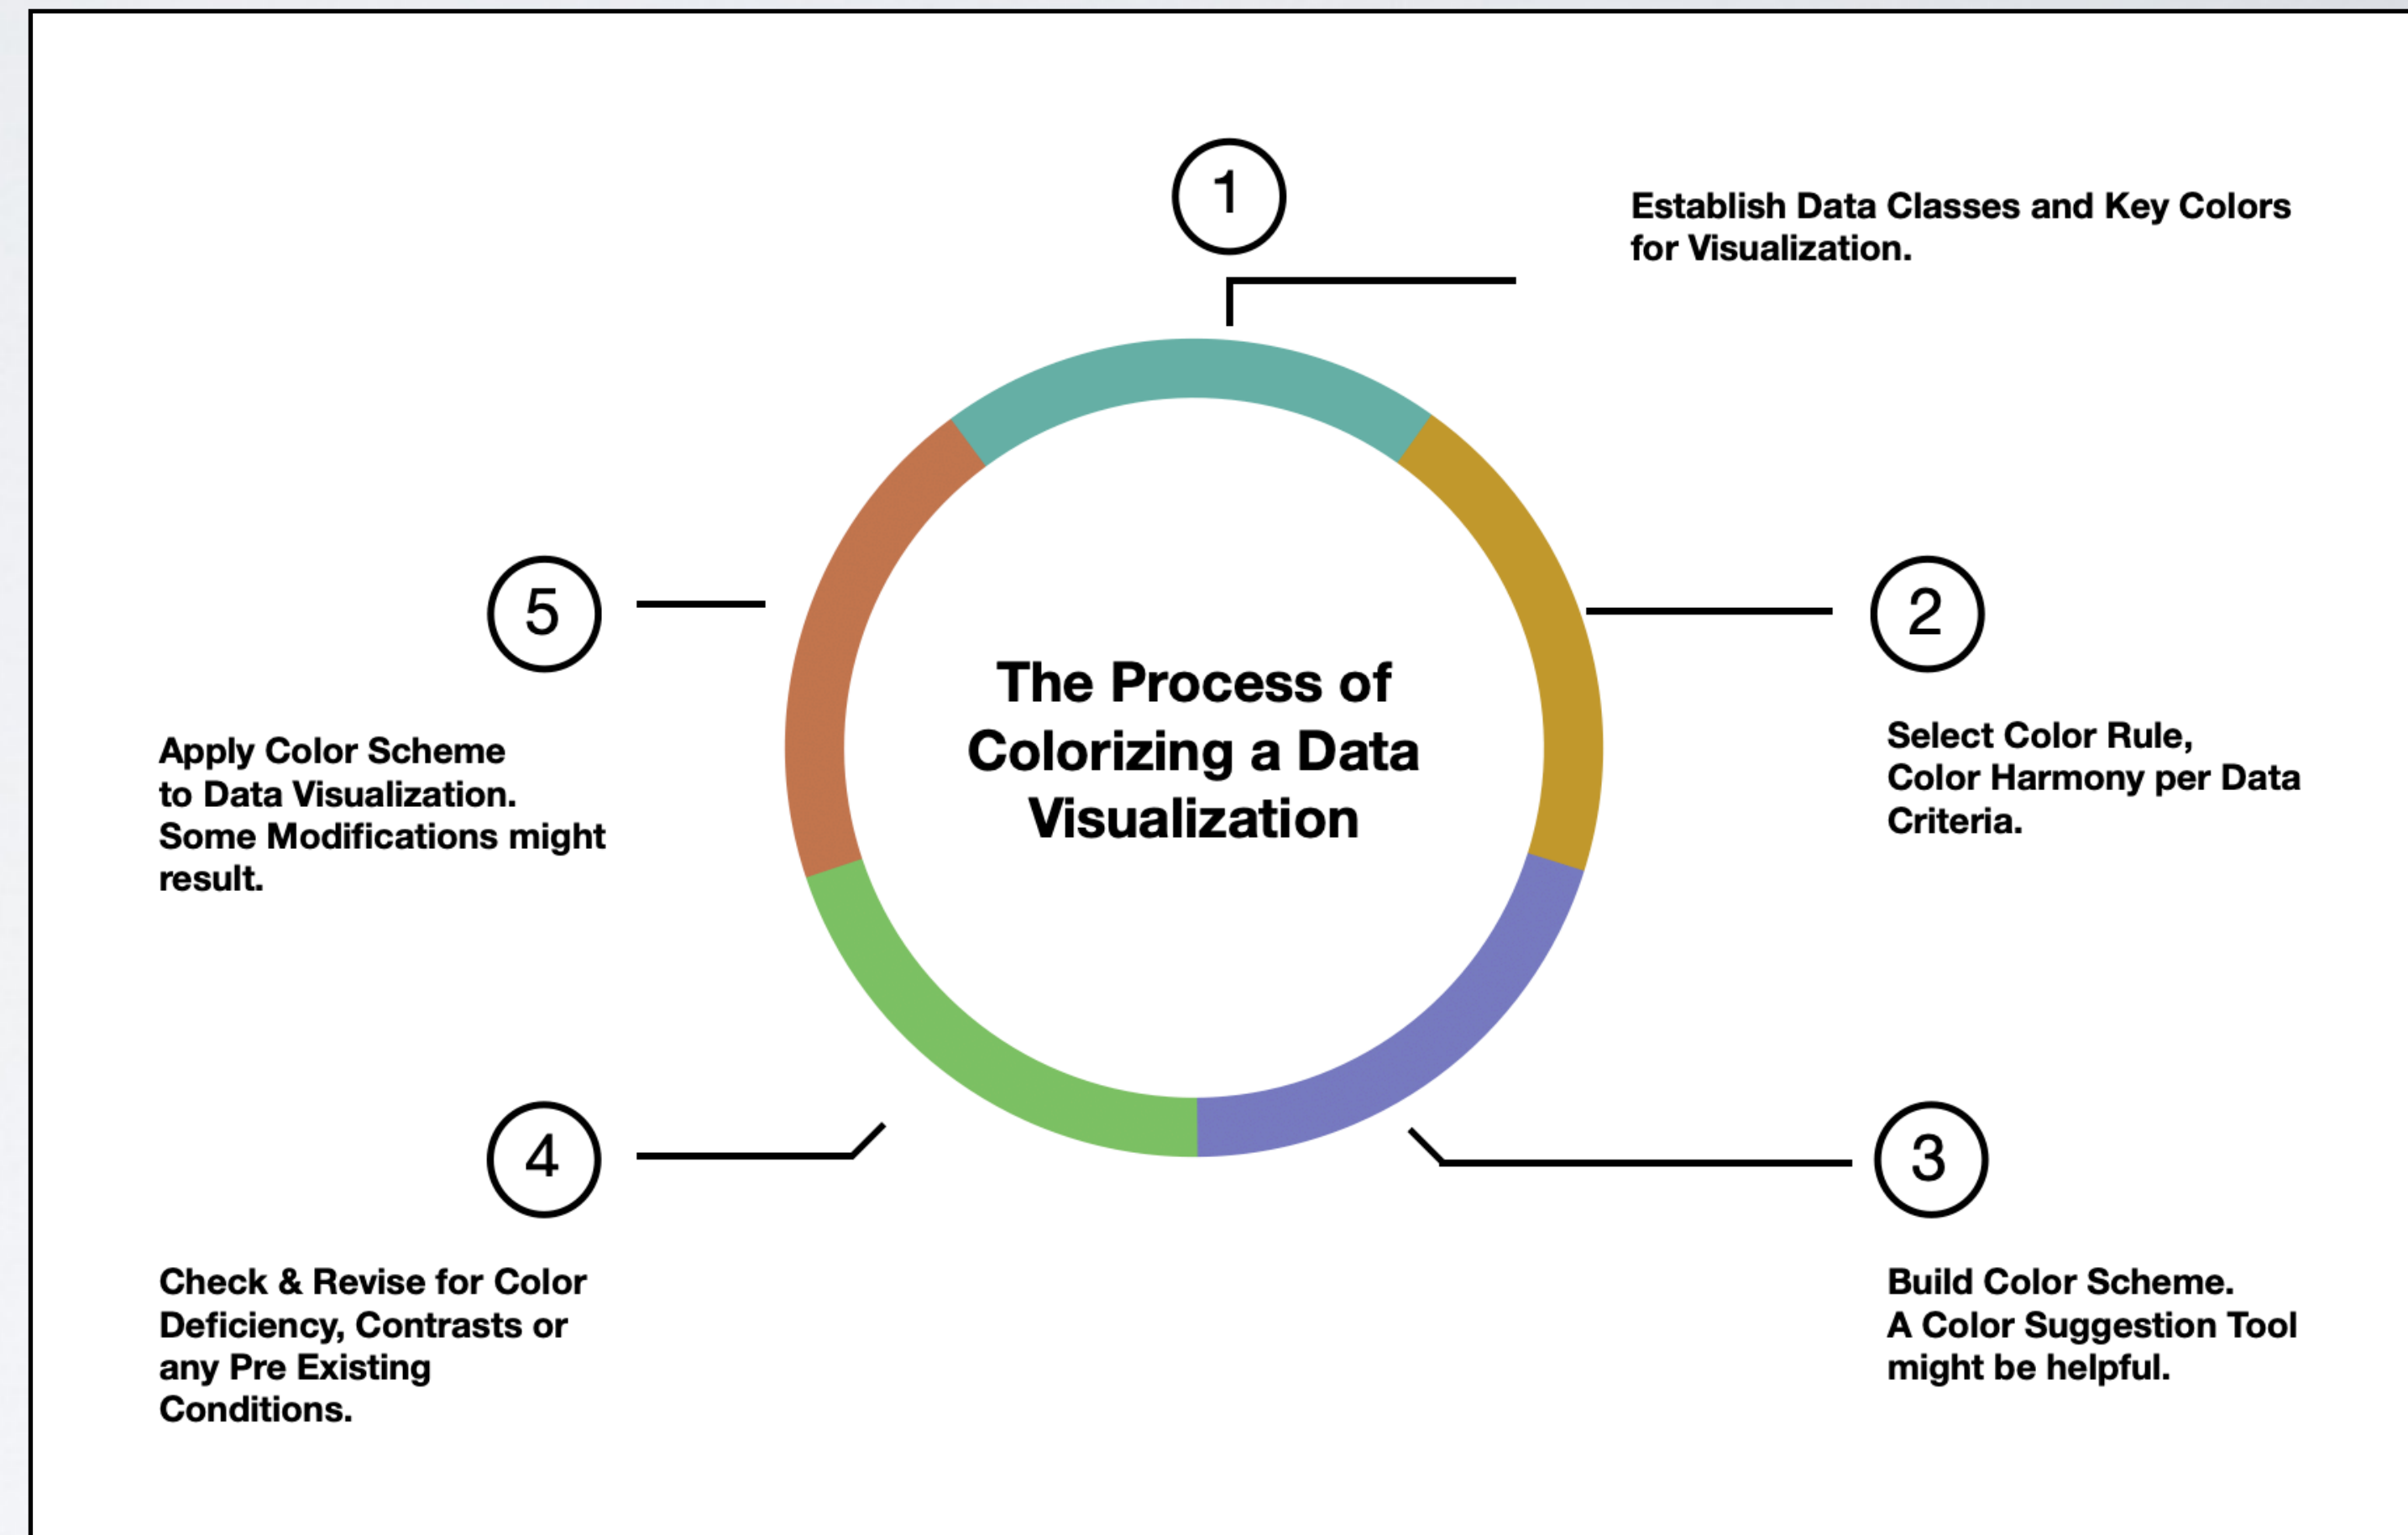 1
Establish Data Classes and Key Colors
for Visualization.
2
Select Color Rule,
Color Harmony per Data
Criteria.
3
Build Color Scheme.
A Color Suggestion Tool
might be helpful.
4
Check & Revise for Color
Deficiency, Contrasts or
any Pre Existing
Conditions.
5
Apply Color Scheme
to Data Visualization.
Some Modifications might
result.
The Process of
Colorizing a Data
Visualization